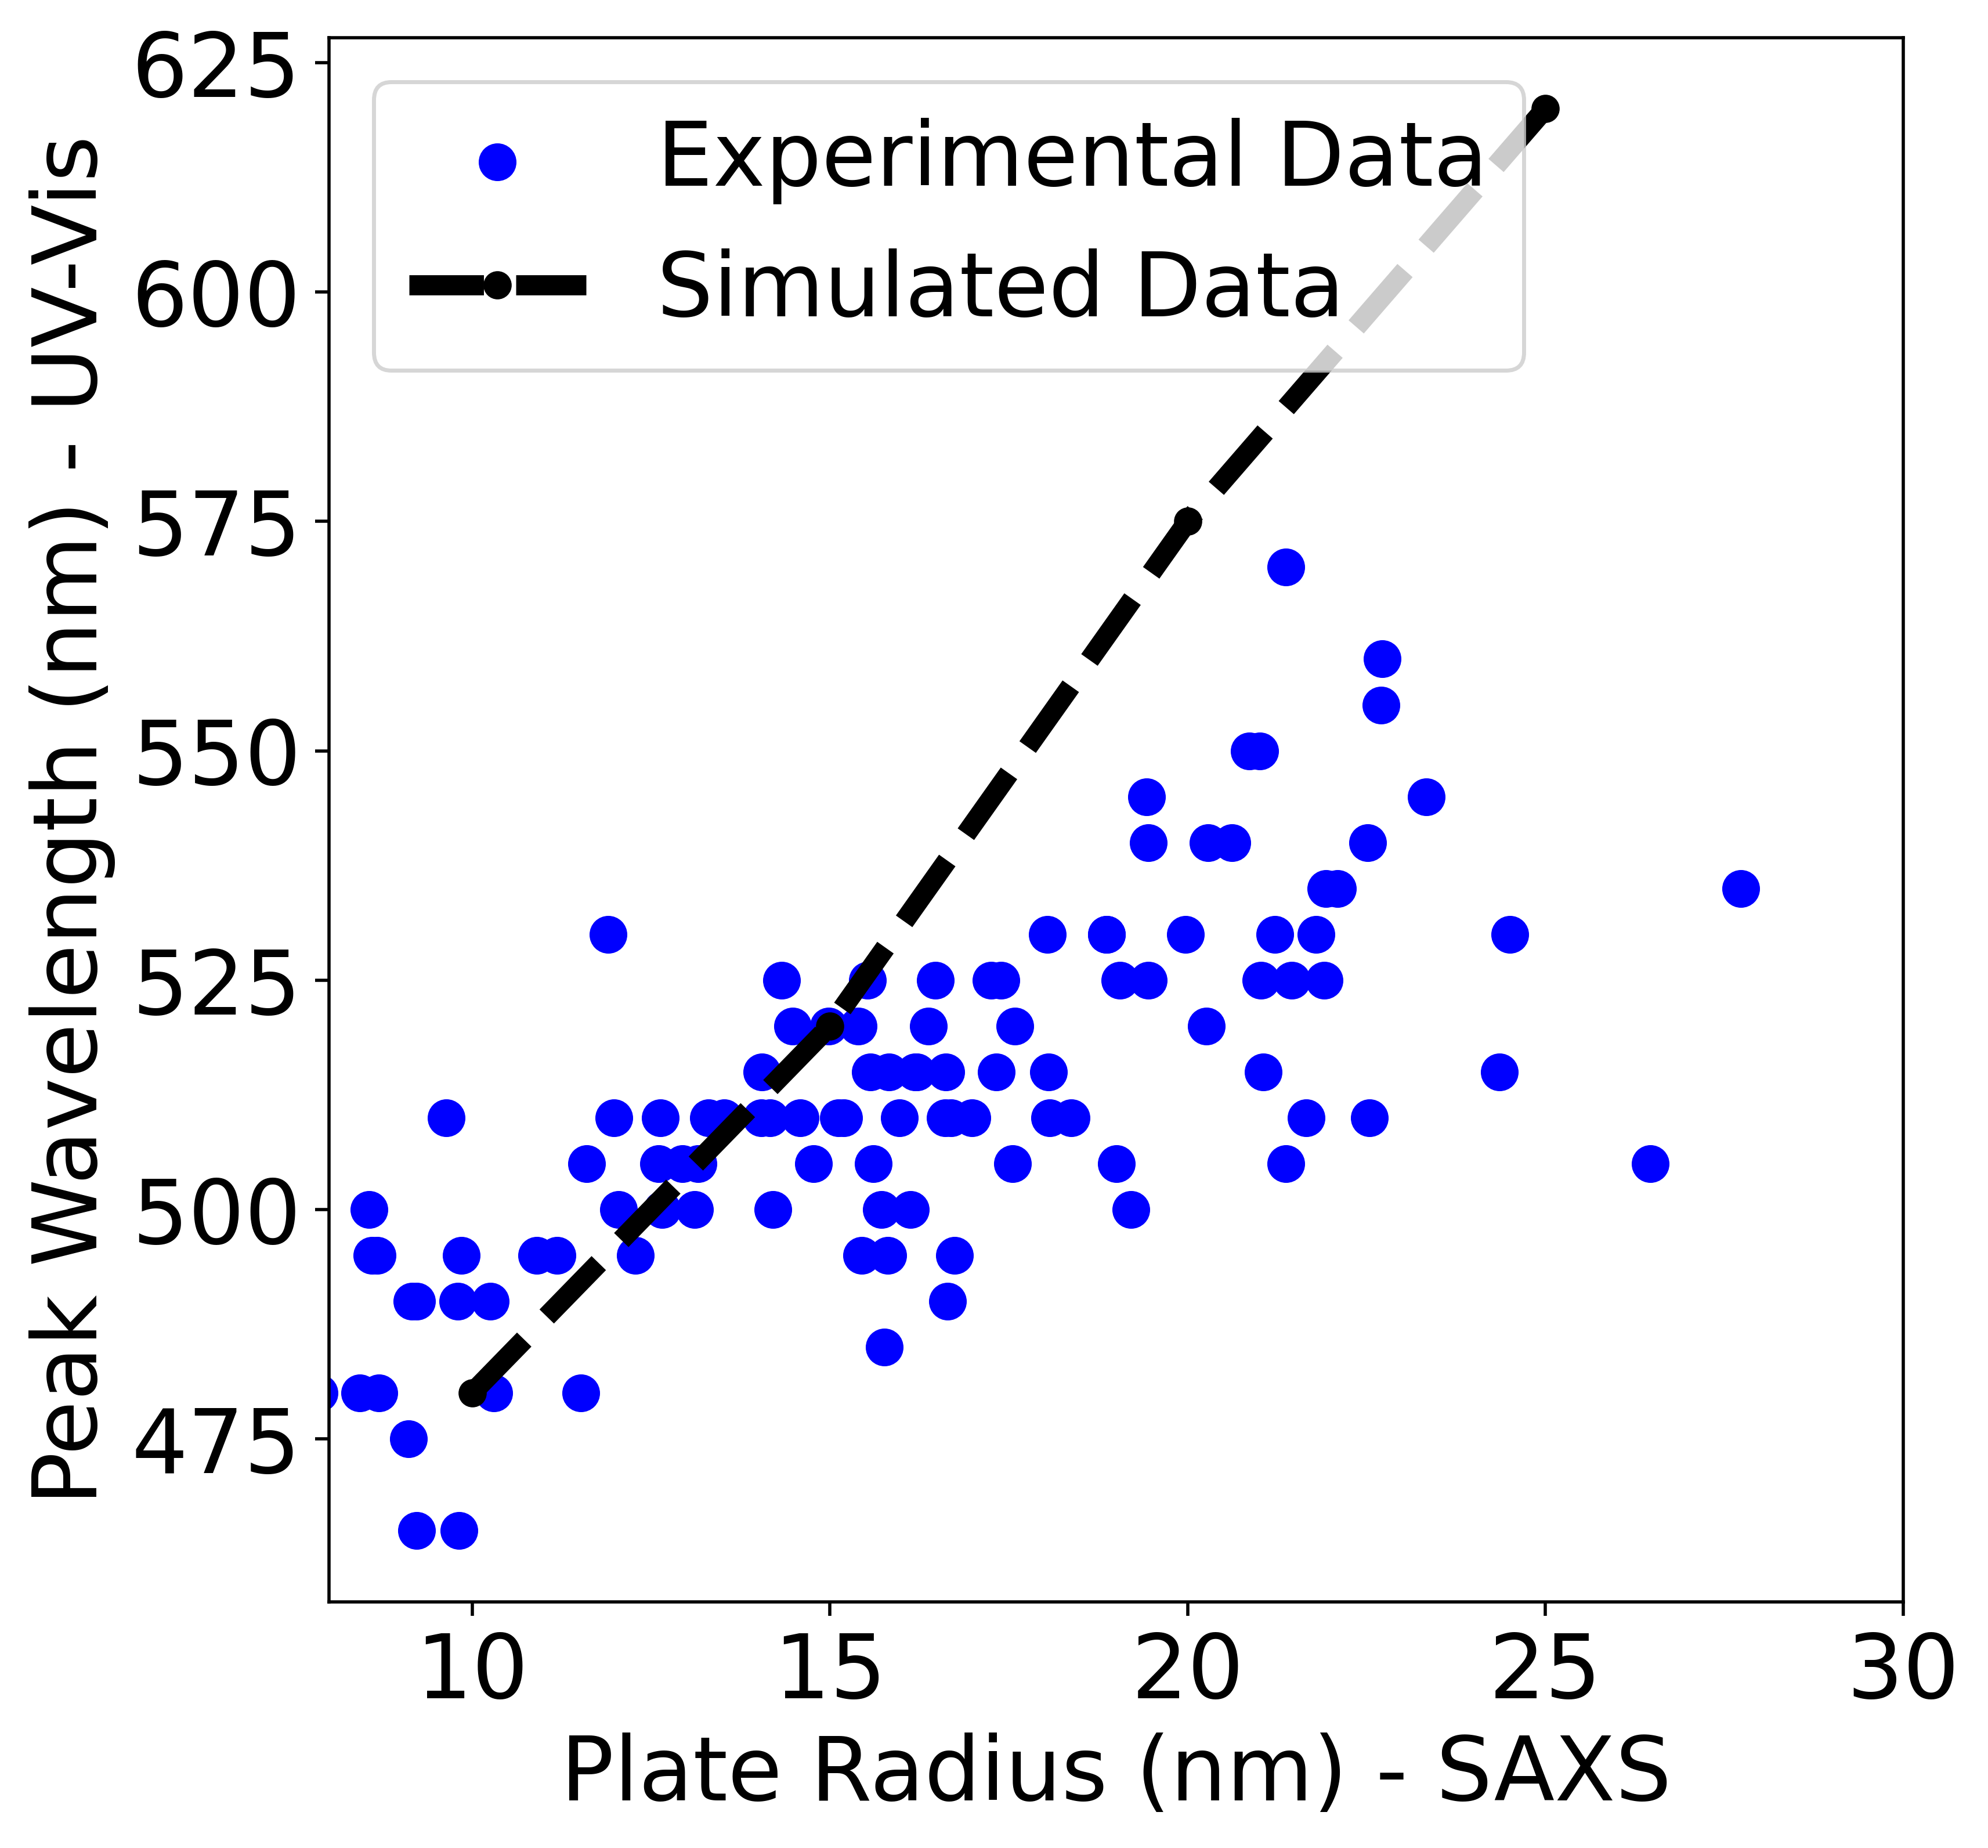 Experimental Data
Simulated Data
Peak Wavelength (nm) - UV-Vis
625
600
575
550
525
500
475
10 15 20 25 30
Plate Radius (nm) - SAXS